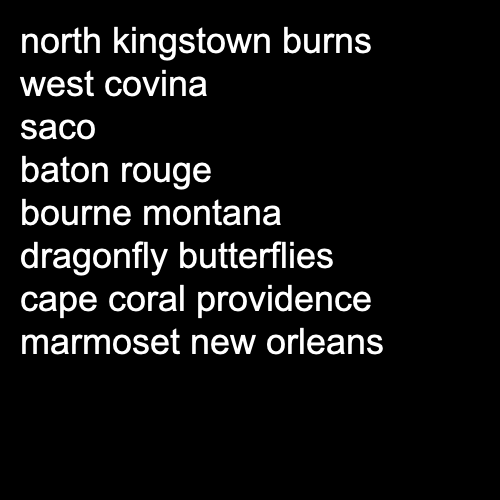 north kingstown burns
west covina
saco
baton rouge
bourne montana
dragonfly butterflies
cape coral providence
marmoset new orleans